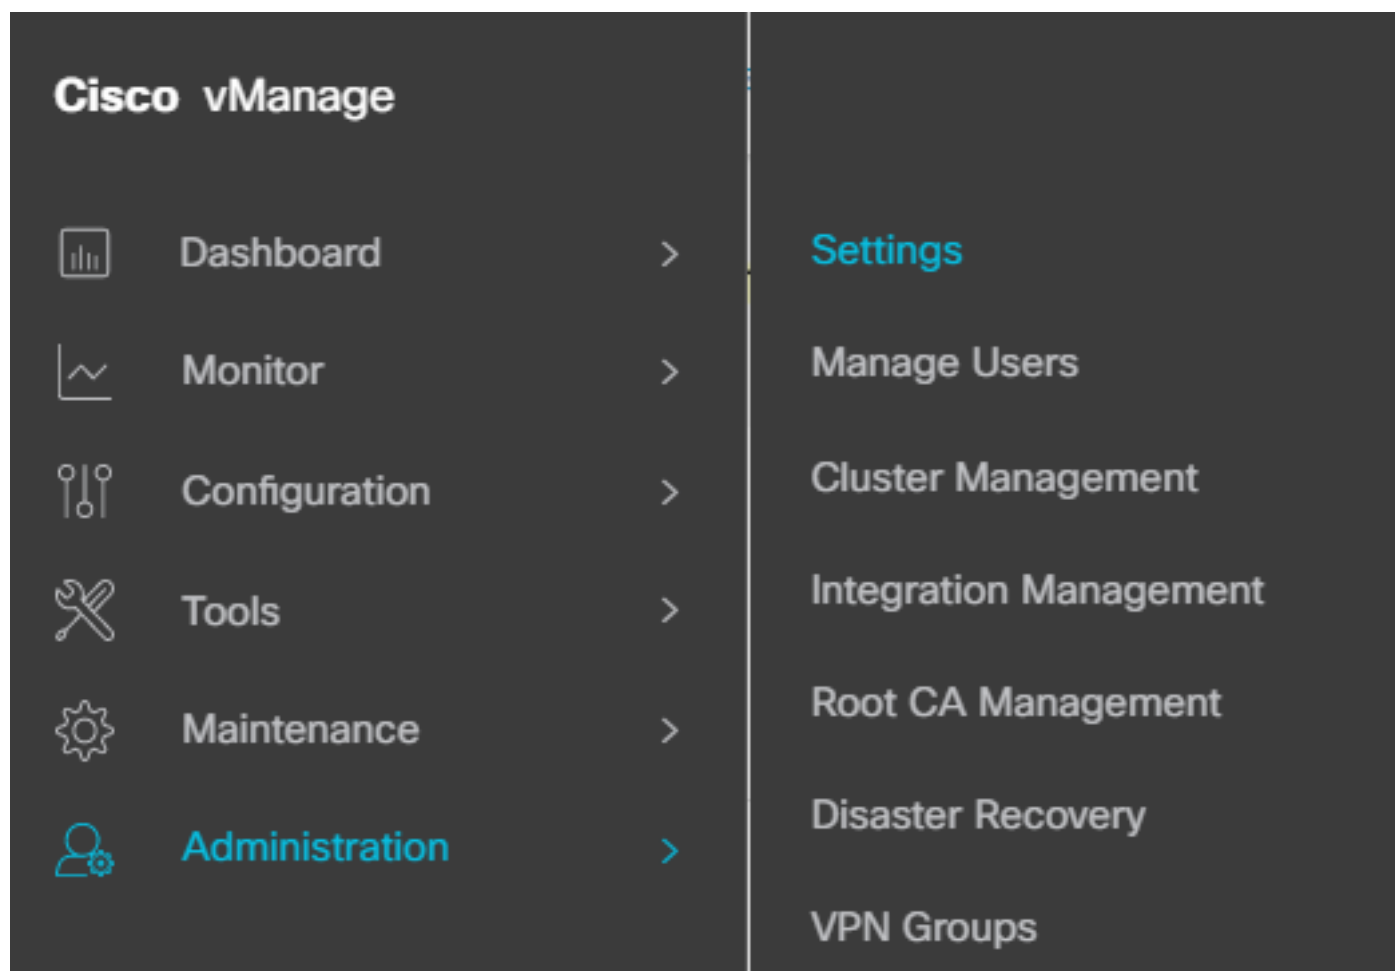 Cisco vManage
Dashboard
Monitor
Configuration
Tools
Maintenance
Administration
Settings
Manage Users
Cluster Management
Integration Management
Root CA Management
Disaster Recovery
VPN Groups